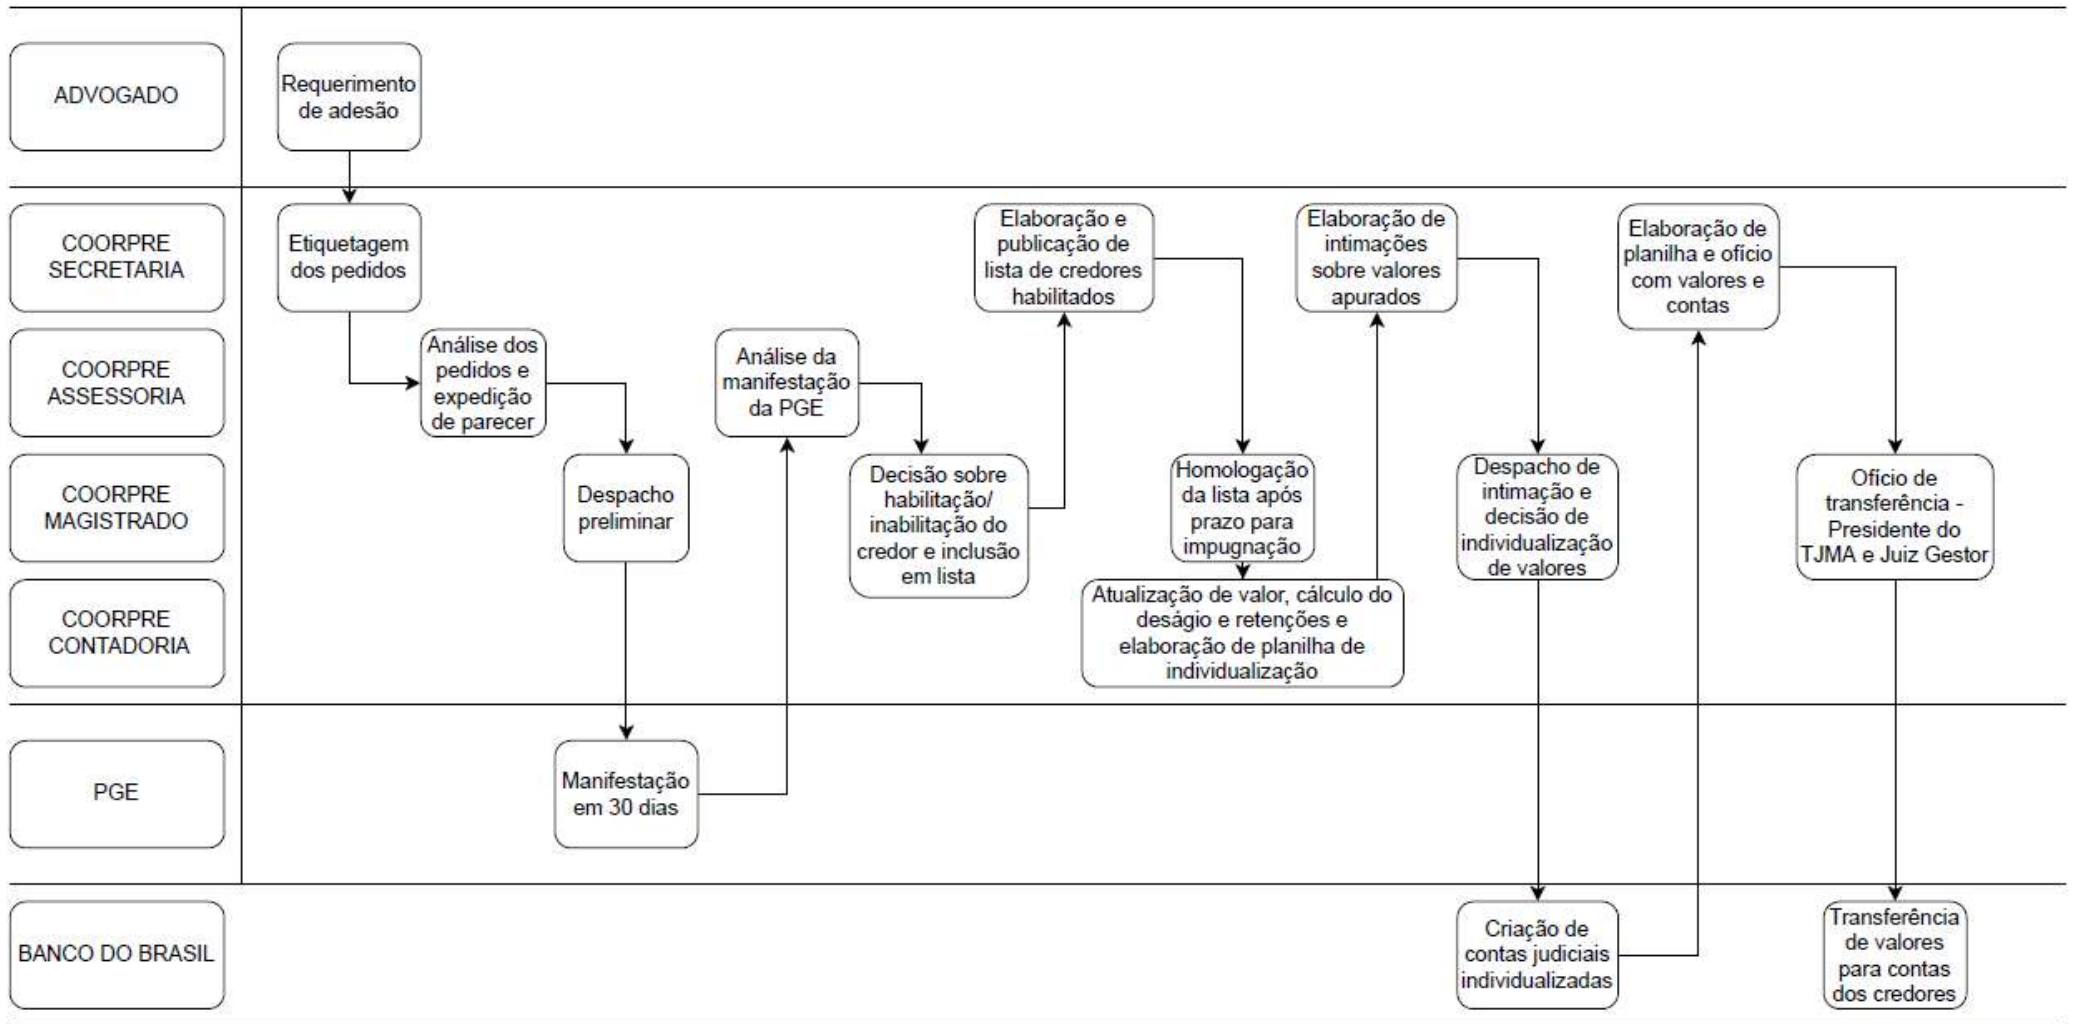 ADVOGADO
Requerimento
de adesão
COORPRE
SECRETARIA
Etiquetagem
dos pedidos
Elaboração e
publicação de
lista de credores
habilitados
Elaboração de
intimações
sobre valores
apurados
Elaboração de
planilha e ofício
com valores e
contas
COORPRE
ASSESSORIA
Análise dos
pedidos e
expedição
de parecer
Análise da
manifestação
da PGE
COORPRE
MAGISTRADO
Despacho
preliminar
Decisão sobre
habilitação/
inabilitação do
credor e inclusão
em lista
Homologação
da lista após
prazo para
impugnação
Despacho de
intimação e
decisão de
individualização
de valores
Ofício de
transferência -
Presidente do
TJMA e Juiz Gestor
COORPRE
CONTADORIA
Atualização de valor, cálculo do
deságio e retenções e
elaboração de planilha de
individualização
PGE
Manifestação
em 30 dias
BANCO DO BRASIL
Criação de
contas judiciais
individualizadas
Transferência
de valores
para contas
dos credores